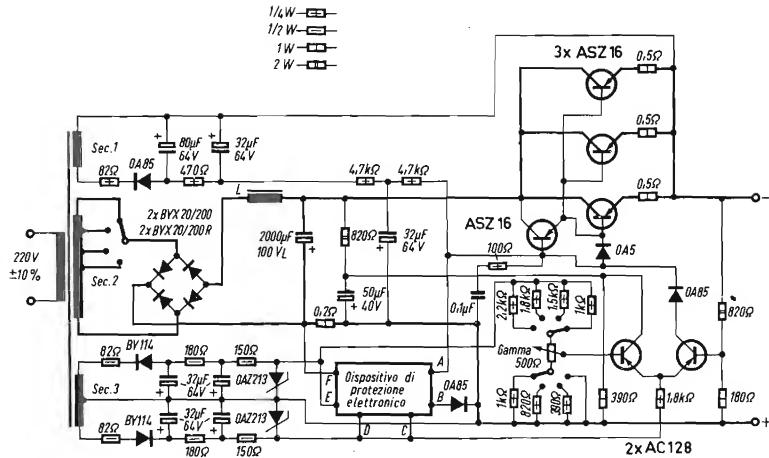 1/4 W
1/2 W
1 W
2 W
3x ASZ 16
0,5Ω
0,5Ω
0,5Ω
Sec.1
80µF
64V
32µF
64V
82Ω
OA85
470Ω
4,7kΩ
4,7kΩ
L
2x BYX 20/200
2x BYX 20/200R
220V
±10%
Sec.2
2000µF
100 VL
820Ω
32µF
64V
ASZ 16
100Ω
OA5
OA85
50µF
40V
0,1µF
0,2Ω
2,2kΩ
1,8kΩ
1,5kΩ
1kΩ
820Ω
Gamma
500Ω
BY114
82Ω
180Ω
150Ω
Sec.3
32µF
64V
32µF
64V
OAZ213
OAZ213
F
E
A
B
D
C
Dispositivo di
protezione
elettronico
OA85
1kΩ
820Ω
390Ω
390Ω
1,8kΩ
180Ω
82Ω
BY114
180Ω
150Ω
2x AC128
−
+